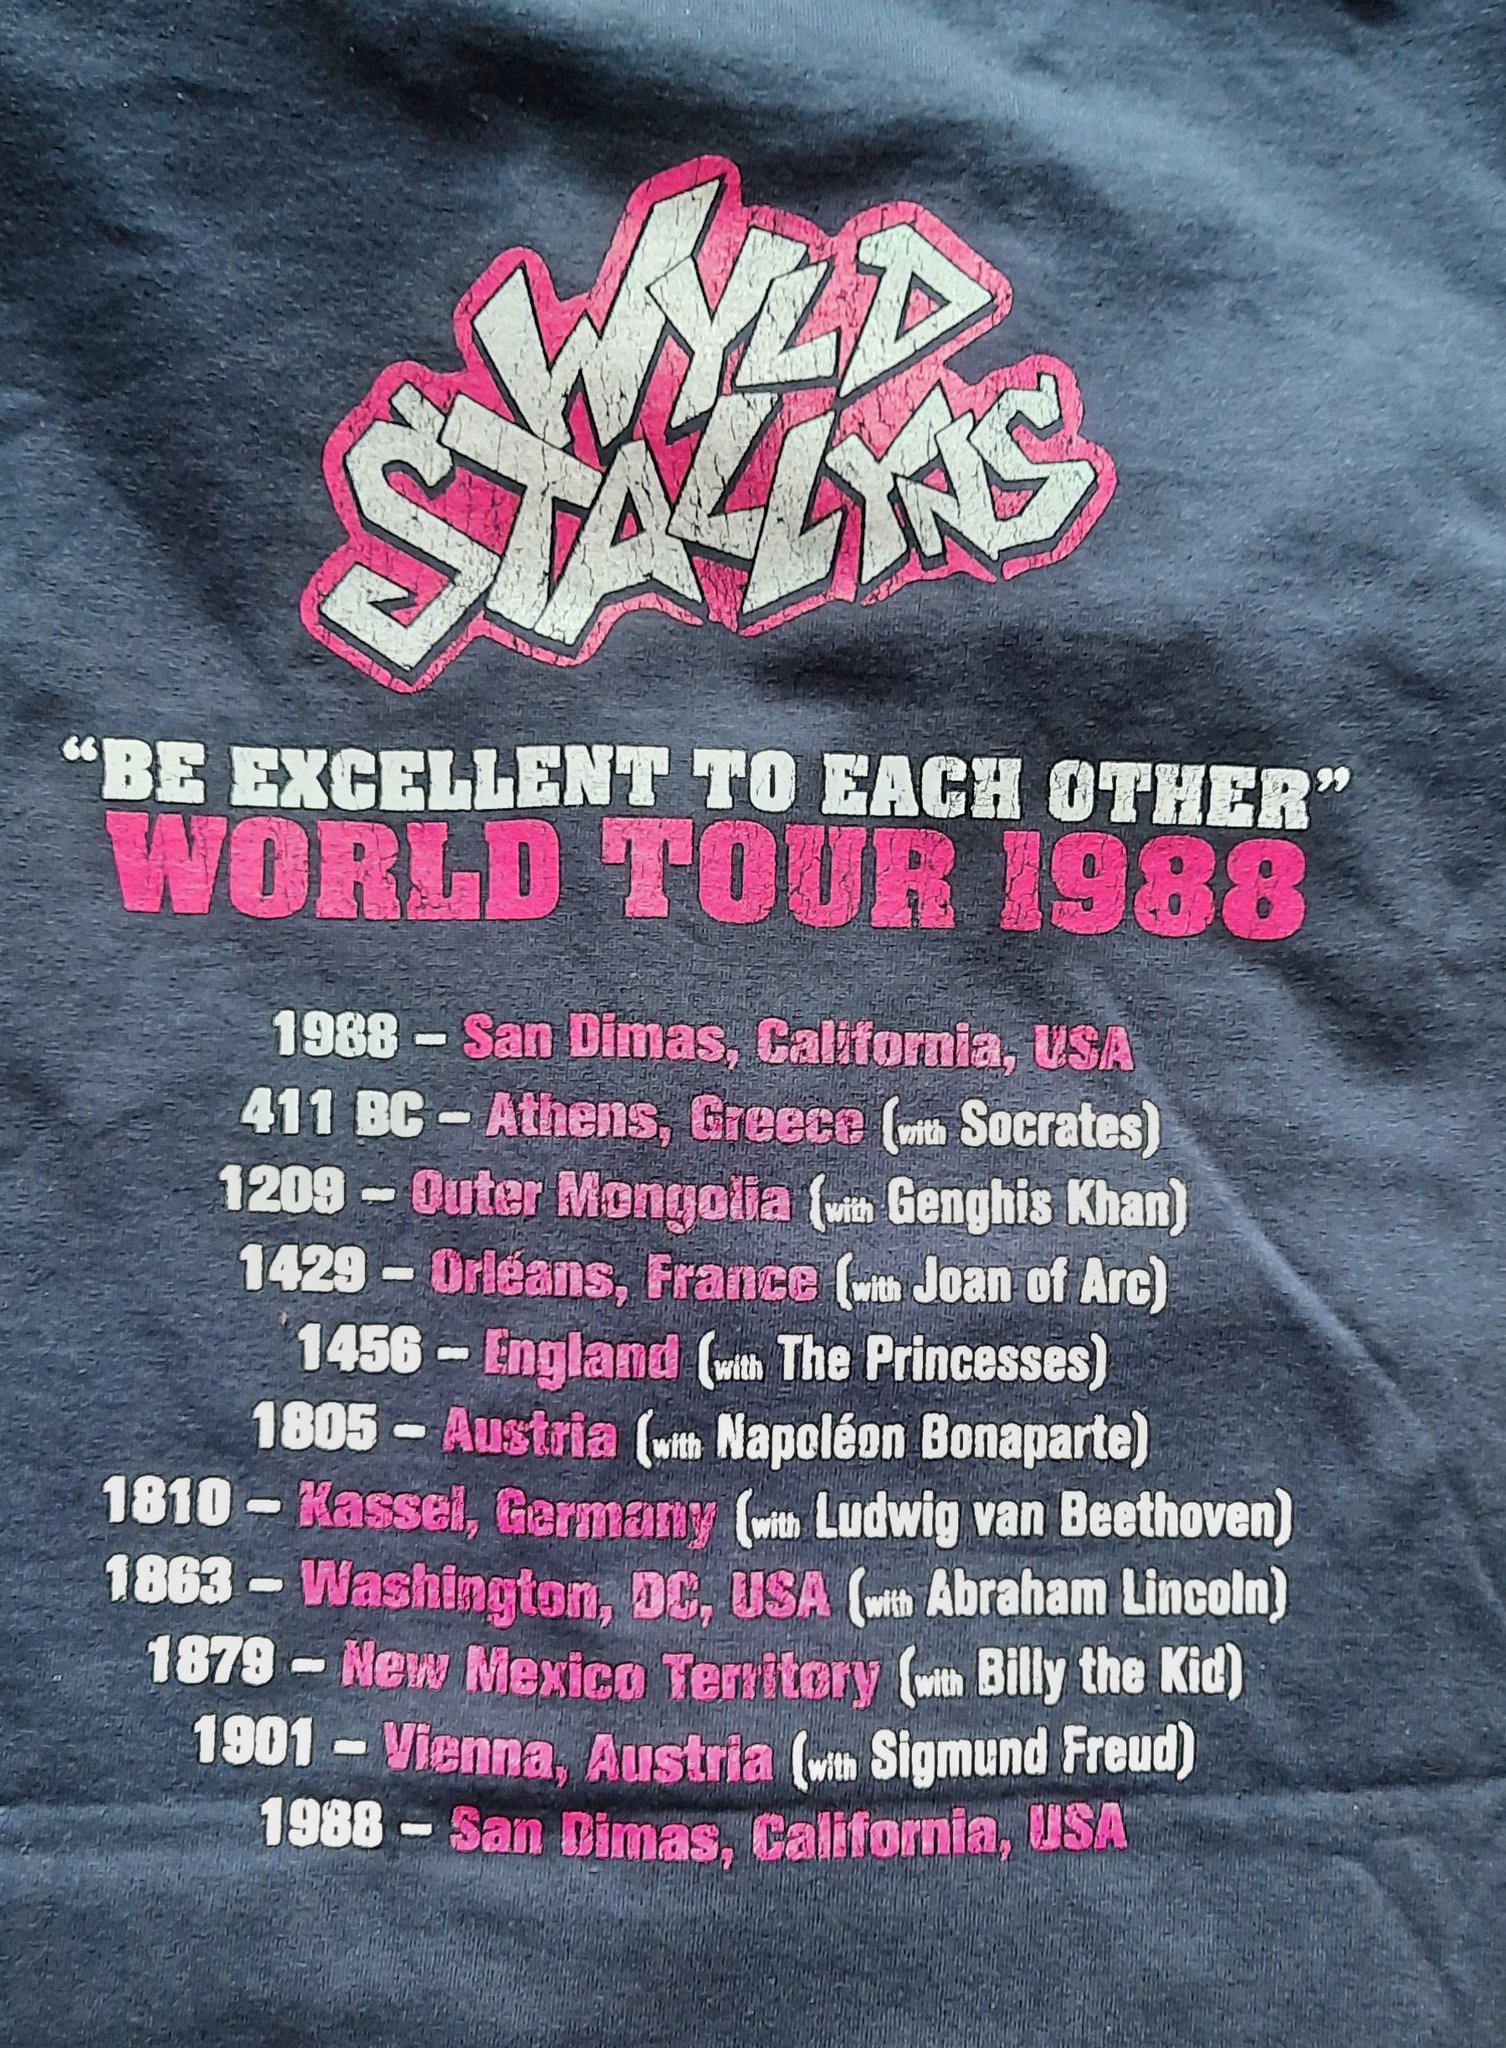 WYLD
STALLYNS
“BE EXCELLENT TO EACH OTHER”
WORLD TOUR 1988
1988 – San Dimas, California, USA
411 BC – Athens, Greece (with Socrates)
1209 – Outer Mongolia (with Genghis Khan)
1429 – Orléans, France (with Joan of Arc)
1456 – England (with The Princesses)
1805 – Austria (with Napoléon Bonaparte)
1810 – Kassel, Germany (with Ludwig van Beethoven)
1863 – Washington, DC, USA (with Abraham Lincoln)
1879 – New Mexico Territory (with Billy the Kid)
1901 – Vienna, Austria (with Sigmund Freud)
1988 – San Dimas, California, USA